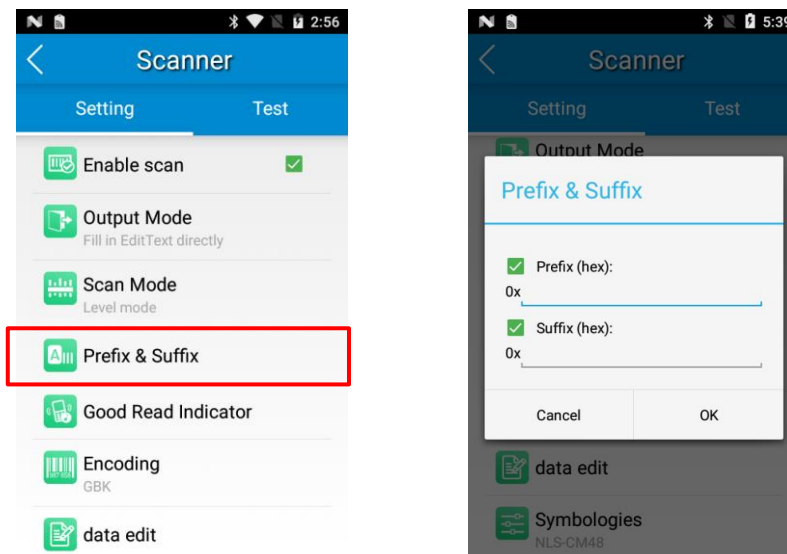 2:56
Scanner
Setting Test
Enable scan
Output Mode
Fill in EditText directly
Scan Mode
Level mode
Prefix & Suffix
Good Read Indicator
Encoding
GBK
data edit
5:39
Scanner
Setting Test
Output Mode
Prefix & Suffix
Prefix (hex):
0x
Suffix (hex):
0x
Cancel OK
data edit
Symbologies
NLS-CM48